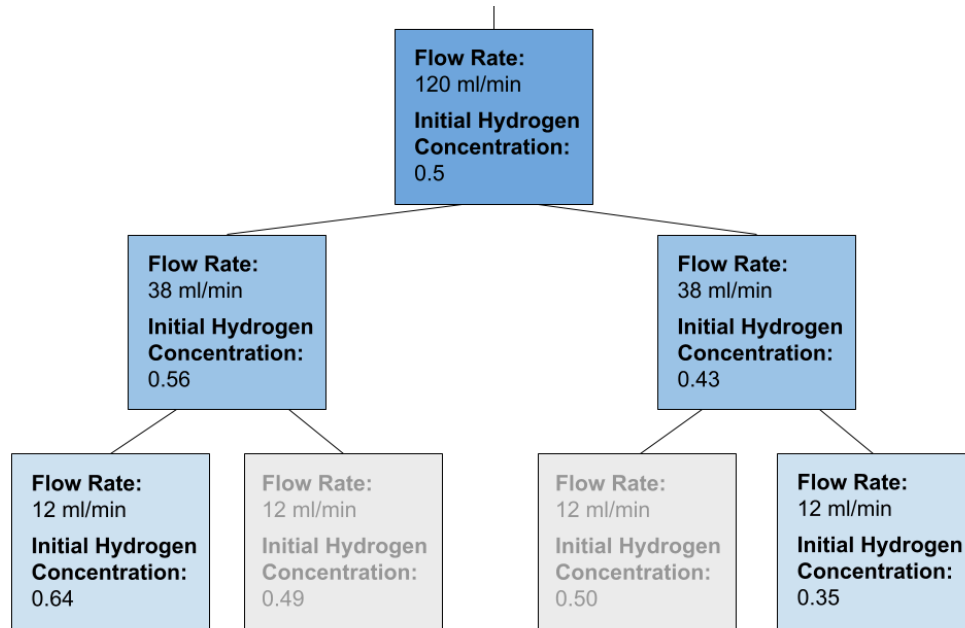 Flow Rate:
120 ml/min
Initial Hydrogen
Concentration:
0.5
Flow Rate:
38 ml/min
Initial Hydrogen
Concentration:
0.56
Flow Rate:
38 ml/min
Initial Hydrogen
Concentration:
0.43
Flow Rate:
12 ml/min
Initial Hydrogen
Concentration:
0.64
Flow Rate:
12 ml/min
Initial Hydrogen
Concentration:
0.49
Flow Rate:
12 ml/min
Initial Hydrogen
Concentration:
0.50
Flow Rate:
12 ml/min
Initial Hydrogen
Concentration:
0.35